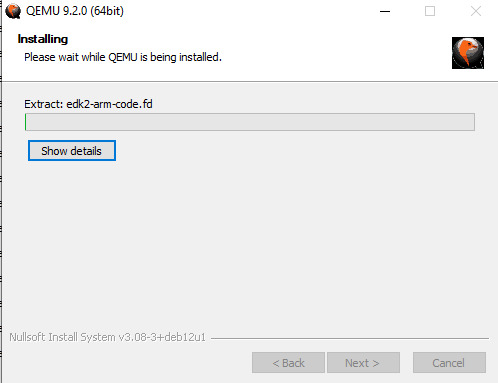 QEMU 9.2.0 (64bit)
Installing
Please wait while QEMU is being installed.
Extract: edk2-arm-code.fd
Show details
Nullsoft Install System v3.08-3+deb12u1
< Back
Next >
Cancel